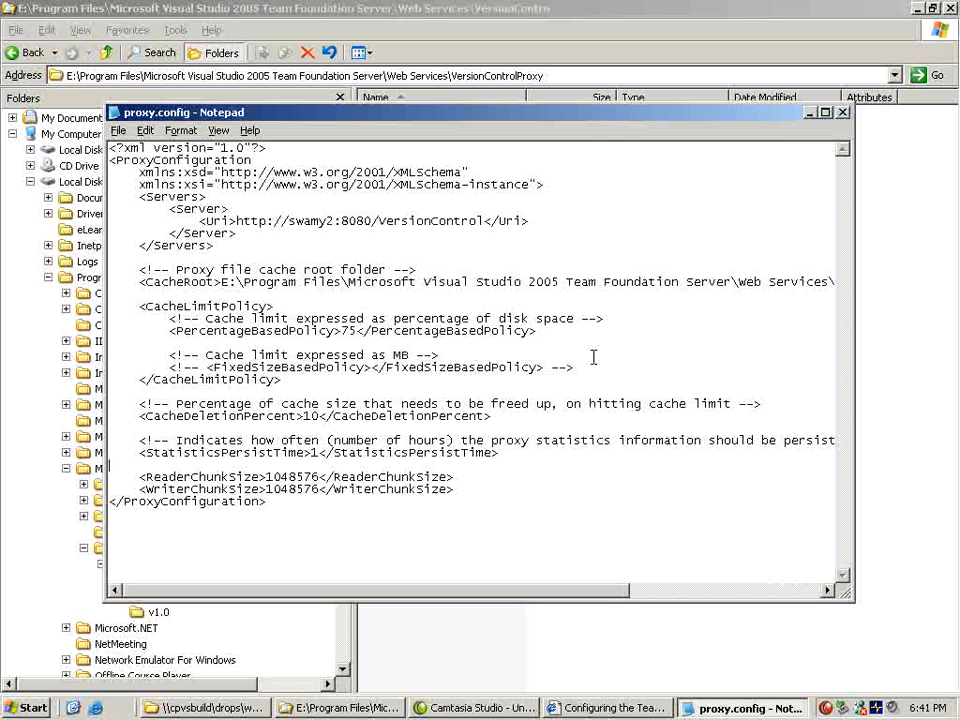 E:\Program Files\Microsoft Visual Studio 2005 Team Foundation Server\Web Services\VersionContro
File Edit View Favorites Tools Help
Back Search Folders
Address E:\Program Files\Microsoft Visual Studio 2005 Team Foundation Server\Web Services\VersionControlProxy Go
Folders Name Size Type Date Modified Attributes
proxy.config - Notepad
File Edit Format View Help
<?xml version="1.0"?>
<ProxyConfiguration
xmlns:xsd="http://www.w3.org/2001/XMLSchema"
xmlns:xsi="http://www.w3.org/2001/XMLSchema-instance">
<Servers>
<Server>
<Uri>http://swamy2:8080/VersionControl</Uri>
</Server>
</Servers>
<!-- Proxy file cache root folder -->
<CacheRoot>E:\Program Files\Microsoft Visual Studio 2005 Team Foundation Server\Web Services\
<CacheLimitPolicy>
<!-- Cache limit expressed as percentage of disk space -->
<PercentageBasedPolicy>75</PercentageBasedPolicy>
<!-- Cache limit expressed as MB -->
<!-- <FixedSizeBasedPolicy></FixedSizeBasedPolicy> -->
</CacheLimitPolicy>
<!-- Percentage of cache size that needs to be freed up, on hitting cache limit -->
<CacheDeletionPercent>10</CacheDeletionPercent>
<!-- Indicates how often (number of hours) the proxy statistics information should be persist
<StatisticsPersistTime>1</StatisticsPersistTime>
<ReaderChunkSize>1048576</ReaderChunkSize>
<WriterChunkSize>1048576</WriterChunkSize>
</ProxyConfiguration>
My Document
My Computer
Local Disk
CD Drive
Local Disk
Docu
Driver
eLear
Inetp
Logs
Progr
v1.0
Microsoft.NET
NetMeeting
Network Emulator For Windows
Offline Course Player
Start \\cpvsbuild\drops\w... E:\Program Files\Mic... Camtasia Studio - Un... Configuring the Tea... proxy.config - Not... 6:41 PM